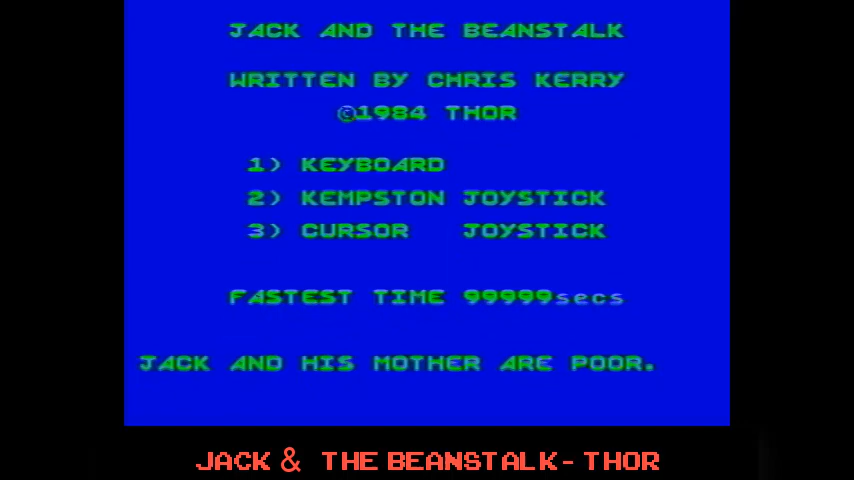 JACK AND THE BEANSTALK
WRITTEN BY CHRIS KERRY
©1984 THOR
1) KEYBOARD
2) KEMPSTON JOYSTICK
3) CURSOR JOYSTICK
FASTEST TIME 99999secs
JACK AND HIS MOTHER ARE POOR.
JACK & THE BEANSTALK - THOR